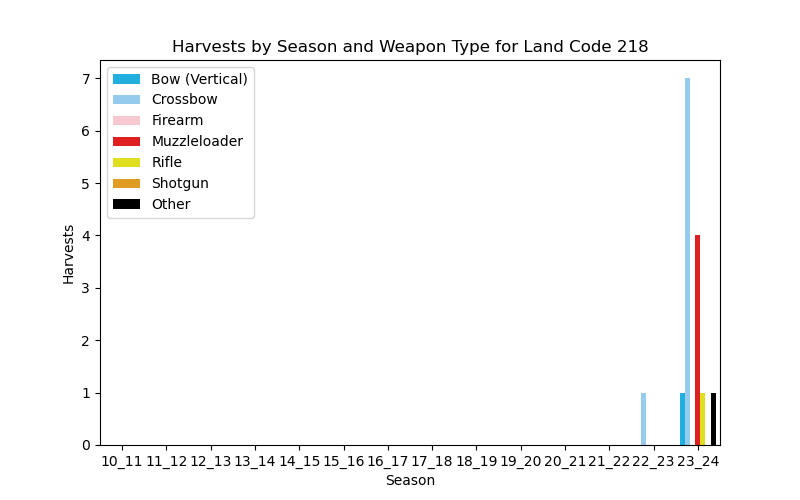 Harvests by Season and Weapon Type for Land Code 218
Bow (Vertical)
Crossbow
Firearm
Muzzleloader
Rifle
Shotgun
Other
7
6
5
4
3
2
1
0
Harvests
10_11 11_12 12_13 13_14 14_15 15_16 16_17 17_18 18_19 19_20 20_21 21_22 22_23 23_24
Season